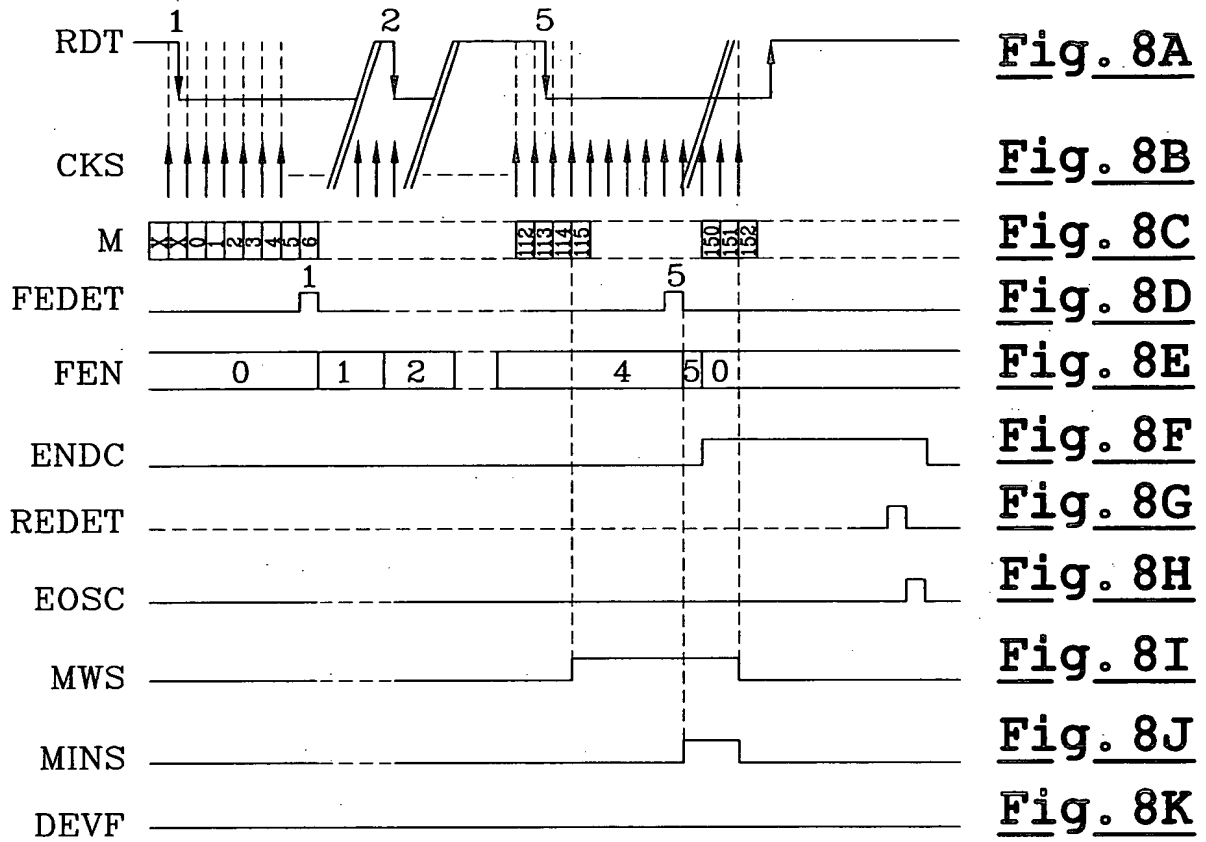 1 2 5
RDT Fig. 8A
CKS Fig. 8B
M X X 0 1 2 3 4 5 6 112 113 114 115 150 151 152 Fig. 8C
FEDET 1 5 Fig. 8D
FEN 0 1 2 4 5 0 Fig. 8E
ENDC Fig. 8F
REDET Fig. 8G
EOSC Fig. 8H
MWS Fig. 8I
MINS Fig. 8J
DEVF Fig. 8K